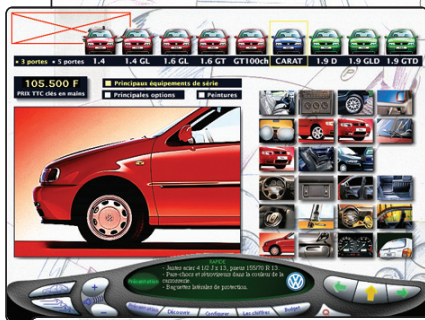 • 3 portes • 5 portes 1.4 1.4 GL 1.6 GL 1.6 GT GT100ch CARAT 1.9 D 1.9 GLD 1.9 GTD
105.500 F
PRIX TTC clés en mains
Principaux équipements de série
Principales options Peintures
RAPIDE
- Jantes acier 4 1/2 J x 13, pneus 155/70 R 13.
- Pare-chocs et rétroviseurs dans la couleur de la
carrosserie.
- Baguettes latérales de protection.
Présentation
Présentation Découvrir Configurer Les chiffres Budget